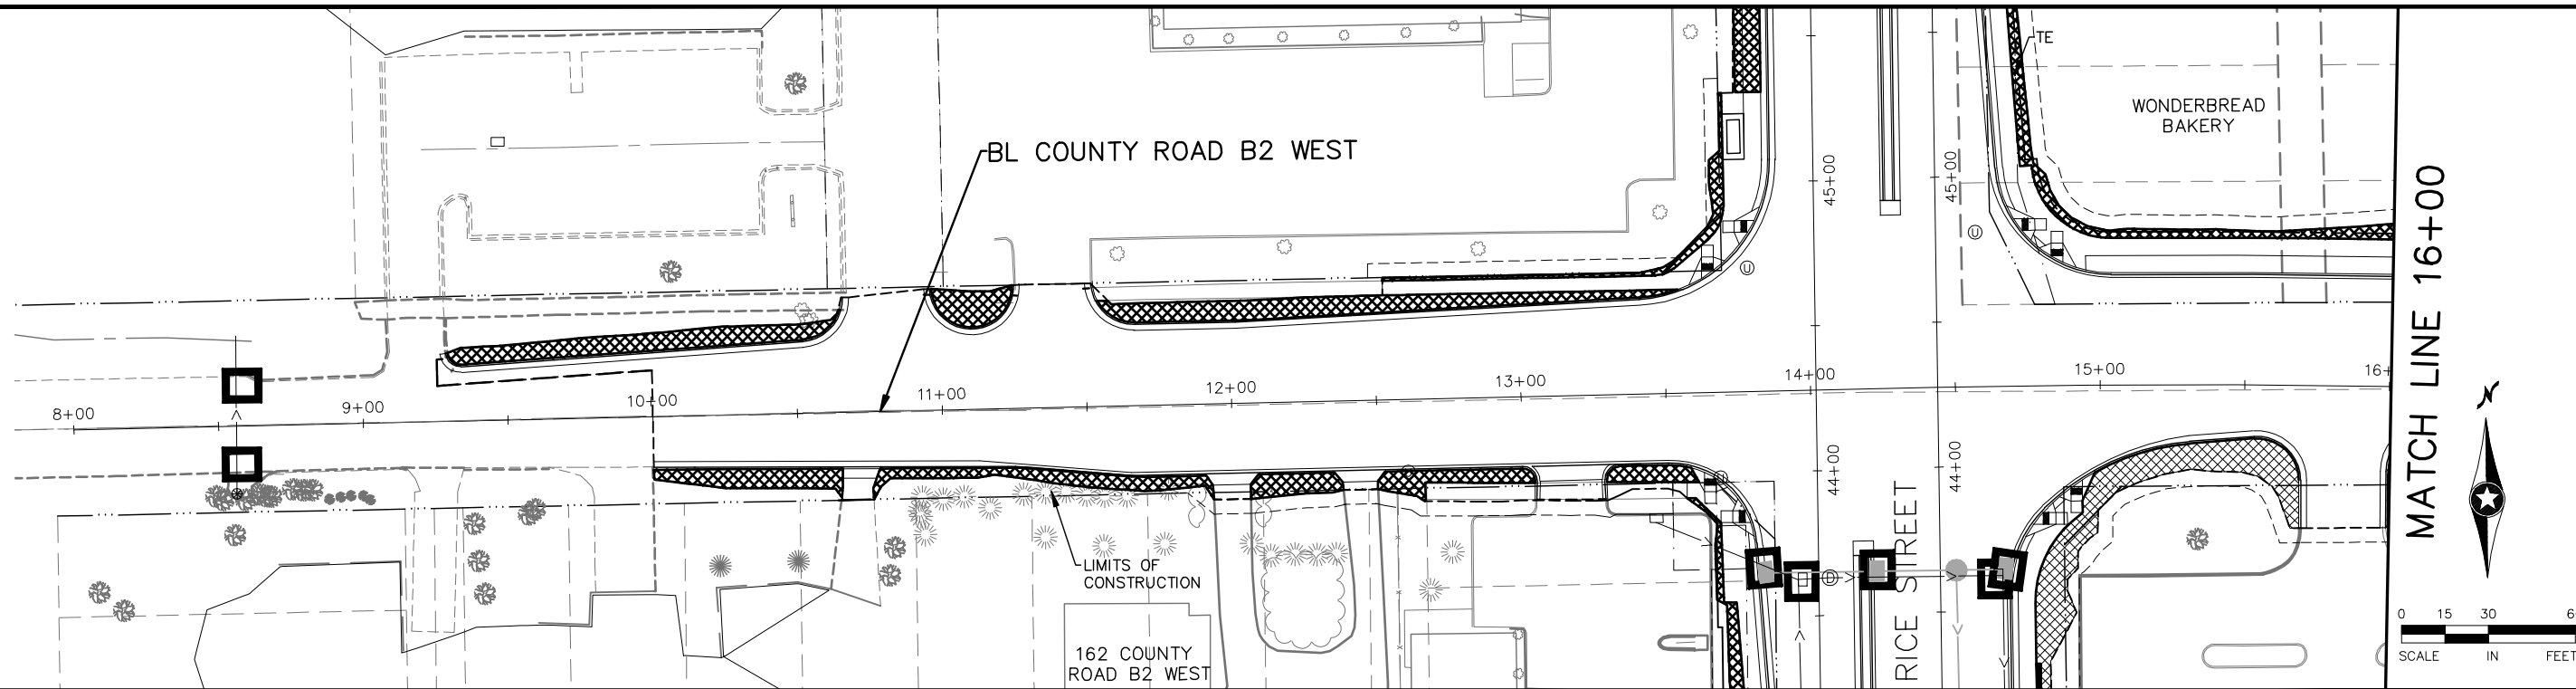 TE
WONDERBREAD
BAKERY
BL COUNTY ROAD B2 WEST
45+00
45+00
MATCH LINE 16+00
N
U
U
8+00
9+00
10+00
11+00
12+00
13+00
14+00
15+00
16+
44+00
44+00
LIMITS OF
CONSTRUCTION
D
RICE STREET
162 COUNTY
ROAD B2 WEST
0 15 30 6
SCALE IN FEET